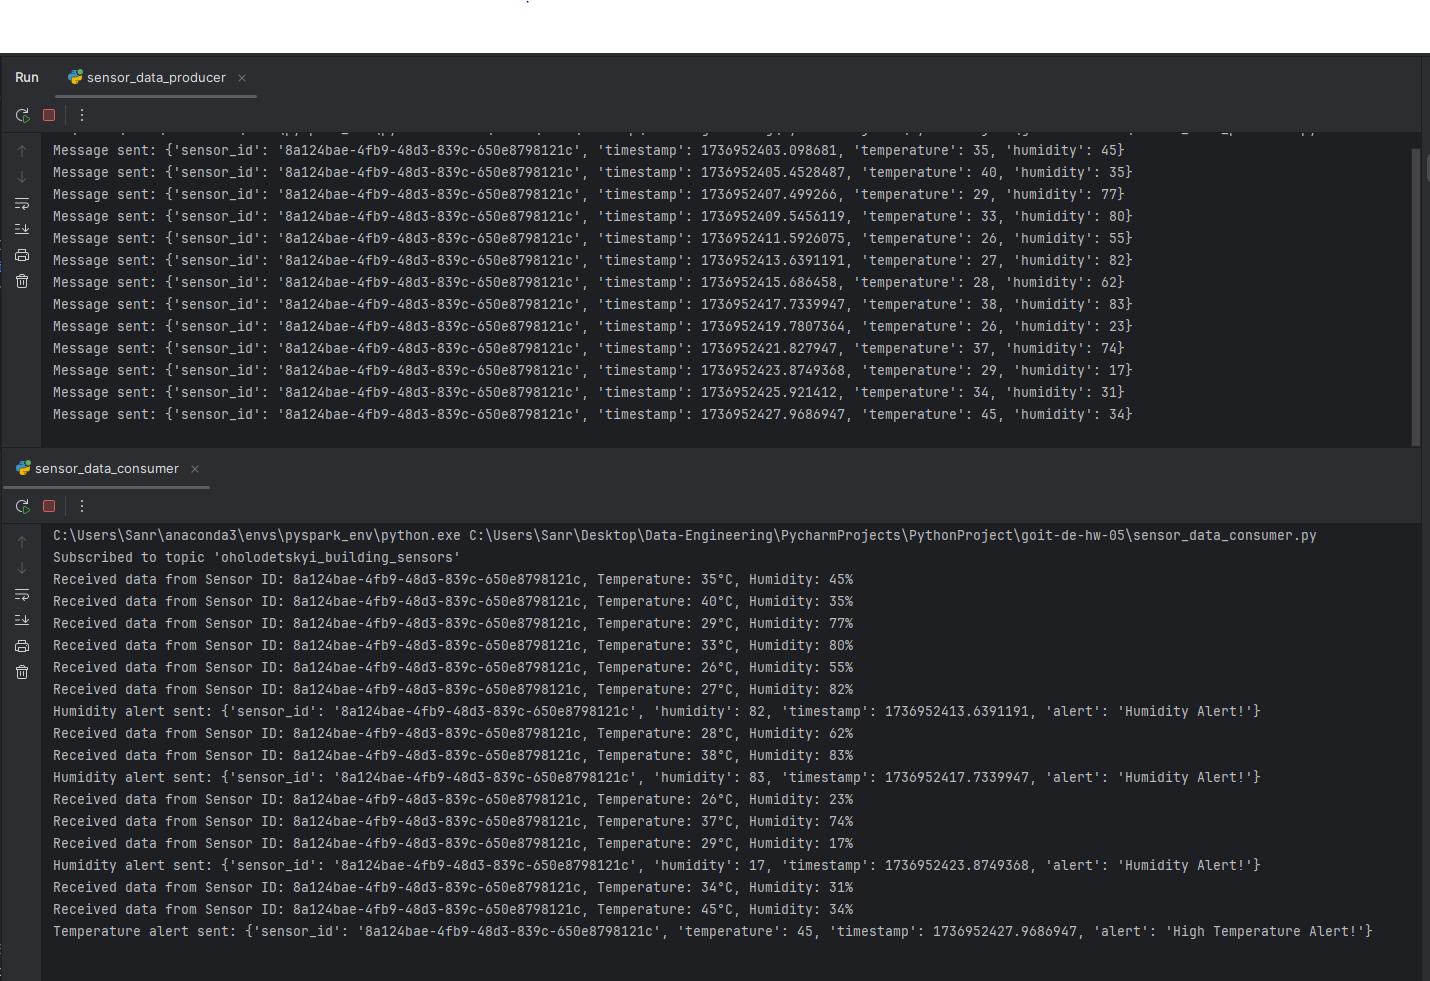 Run sensor_data_producer
Message sent: {'sensor_id': '8a124bae-4fb9-48d3-839c-650e8798121c', 'timestamp': 1736952403.098681, 'temperature': 35, 'humidity': 45}
Message sent: {'sensor_id': '8a124bae-4fb9-48d3-839c-650e8798121c', 'timestamp': 1736952405.4528487, 'temperature': 40, 'humidity': 35}
Message sent: {'sensor_id': '8a124bae-4fb9-48d3-839c-650e8798121c', 'timestamp': 1736952407.499266, 'temperature': 29, 'humidity': 77}
Message sent: {'sensor_id': '8a124bae-4fb9-48d3-839c-650e8798121c', 'timestamp': 1736952409.5456119, 'temperature': 33, 'humidity': 80}
Message sent: {'sensor_id': '8a124bae-4fb9-48d3-839c-650e8798121c', 'timestamp': 1736952411.5926075, 'temperature': 26, 'humidity': 55}
Message sent: {'sensor_id': '8a124bae-4fb9-48d3-839c-650e8798121c', 'timestamp': 1736952413.6391191, 'temperature': 27, 'humidity': 82}
Message sent: {'sensor_id': '8a124bae-4fb9-48d3-839c-650e8798121c', 'timestamp': 1736952415.686458, 'temperature': 28, 'humidity': 62}
Message sent: {'sensor_id': '8a124bae-4fb9-48d3-839c-650e8798121c', 'timestamp': 1736952417.7339947, 'temperature': 38, 'humidity': 83}
Message sent: {'sensor_id': '8a124bae-4fb9-48d3-839c-650e8798121c', 'timestamp': 1736952419.7807364, 'temperature': 26, 'humidity': 23}
Message sent: {'sensor_id': '8a124bae-4fb9-48d3-839c-650e8798121c', 'timestamp': 1736952421.827947, 'temperature': 37, 'humidity': 74}
Message sent: {'sensor_id': '8a124bae-4fb9-48d3-839c-650e8798121c', 'timestamp': 1736952423.8749368, 'temperature': 29, 'humidity': 17}
Message sent: {'sensor_id': '8a124bae-4fb9-48d3-839c-650e8798121c', 'timestamp': 1736952425.921412, 'temperature': 34, 'humidity': 31}
Message sent: {'sensor_id': '8a124bae-4fb9-48d3-839c-650e8798121c', 'timestamp': 1736952427.9686947, 'temperature': 45, 'humidity': 34}
sensor_data_consumer
C:\Users\Sanr\anaconda3\envs\pyspark_env\python.exe C:\Users\Sanr\Desktop\Data-Engineering\PycharmProjects\PythonProject\goit-de-hw-05\sensor_data_consumer.py
Subscribed to topic 'oholodetskyi_building_sensors'
Received data from Sensor ID: 8a124bae-4fb9-48d3-839c-650e8798121c, Temperature: 35°C, Humidity: 45%
Received data from Sensor ID: 8a124bae-4fb9-48d3-839c-650e8798121c, Temperature: 40°C, Humidity: 35%
Received data from Sensor ID: 8a124bae-4fb9-48d3-839c-650e8798121c, Temperature: 29°C, Humidity: 77%
Received data from Sensor ID: 8a124bae-4fb9-48d3-839c-650e8798121c, Temperature: 33°C, Humidity: 80%
Received data from Sensor ID: 8a124bae-4fb9-48d3-839c-650e8798121c, Temperature: 26°C, Humidity: 55%
Received data from Sensor ID: 8a124bae-4fb9-48d3-839c-650e8798121c, Temperature: 27°C, Humidity: 82%
Humidity alert sent: {'sensor_id': '8a124bae-4fb9-48d3-839c-650e8798121c', 'humidity': 82, 'timestamp': 1736952413.6391191, 'alert': 'Humidity Alert!'}
Received data from Sensor ID: 8a124bae-4fb9-48d3-839c-650e8798121c, Temperature: 28°C, Humidity: 62%
Received data from Sensor ID: 8a124bae-4fb9-48d3-839c-650e8798121c, Temperature: 38°C, Humidity: 83%
Humidity alert sent: {'sensor_id': '8a124bae-4fb9-48d3-839c-650e8798121c', 'humidity': 83, 'timestamp': 1736952417.7339947, 'alert': 'Humidity Alert!'}
Received data from Sensor ID: 8a124bae-4fb9-48d3-839c-650e8798121c, Temperature: 26°C, Humidity: 23%
Received data from Sensor ID: 8a124bae-4fb9-48d3-839c-650e8798121c, Temperature: 37°C, Humidity: 74%
Received data from Sensor ID: 8a124bae-4fb9-48d3-839c-650e8798121c, Temperature: 29°C, Humidity: 17%
Humidity alert sent: {'sensor_id': '8a124bae-4fb9-48d3-839c-650e8798121c', 'humidity': 17, 'timestamp': 1736952423.8749368, 'alert': 'Humidity Alert!'}
Received data from Sensor ID: 8a124bae-4fb9-48d3-839c-650e8798121c, Temperature: 34°C, Humidity: 31%
Received data from Sensor ID: 8a124bae-4fb9-48d3-839c-650e8798121c, Temperature: 45°C, Humidity: 34%
Temperature alert sent: {'sensor_id': '8a124bae-4fb9-48d3-839c-650e8798121c', 'temperature': 45, 'timestamp': 1736952427.9686947, 'alert': 'High Temperature Alert!'}